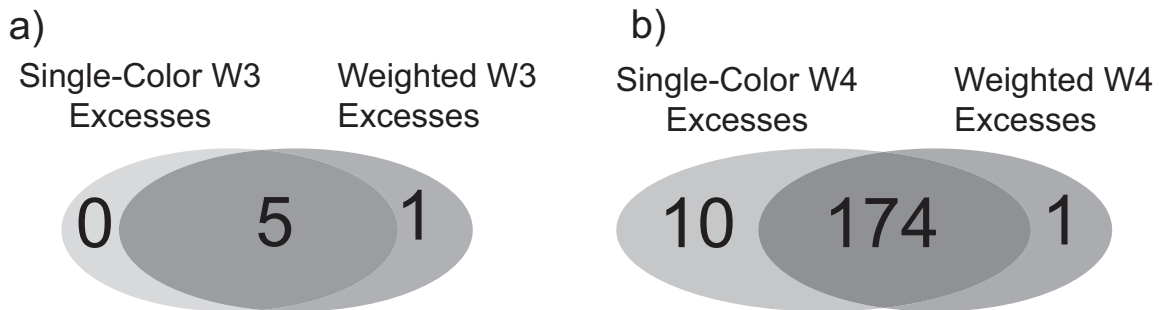 a)
Single-Color W3
Excesses
Weighted W3
Excesses
0
5
1
b)
Single-Color W4
Excesses
Weighted W4
Excesses
10
174
1